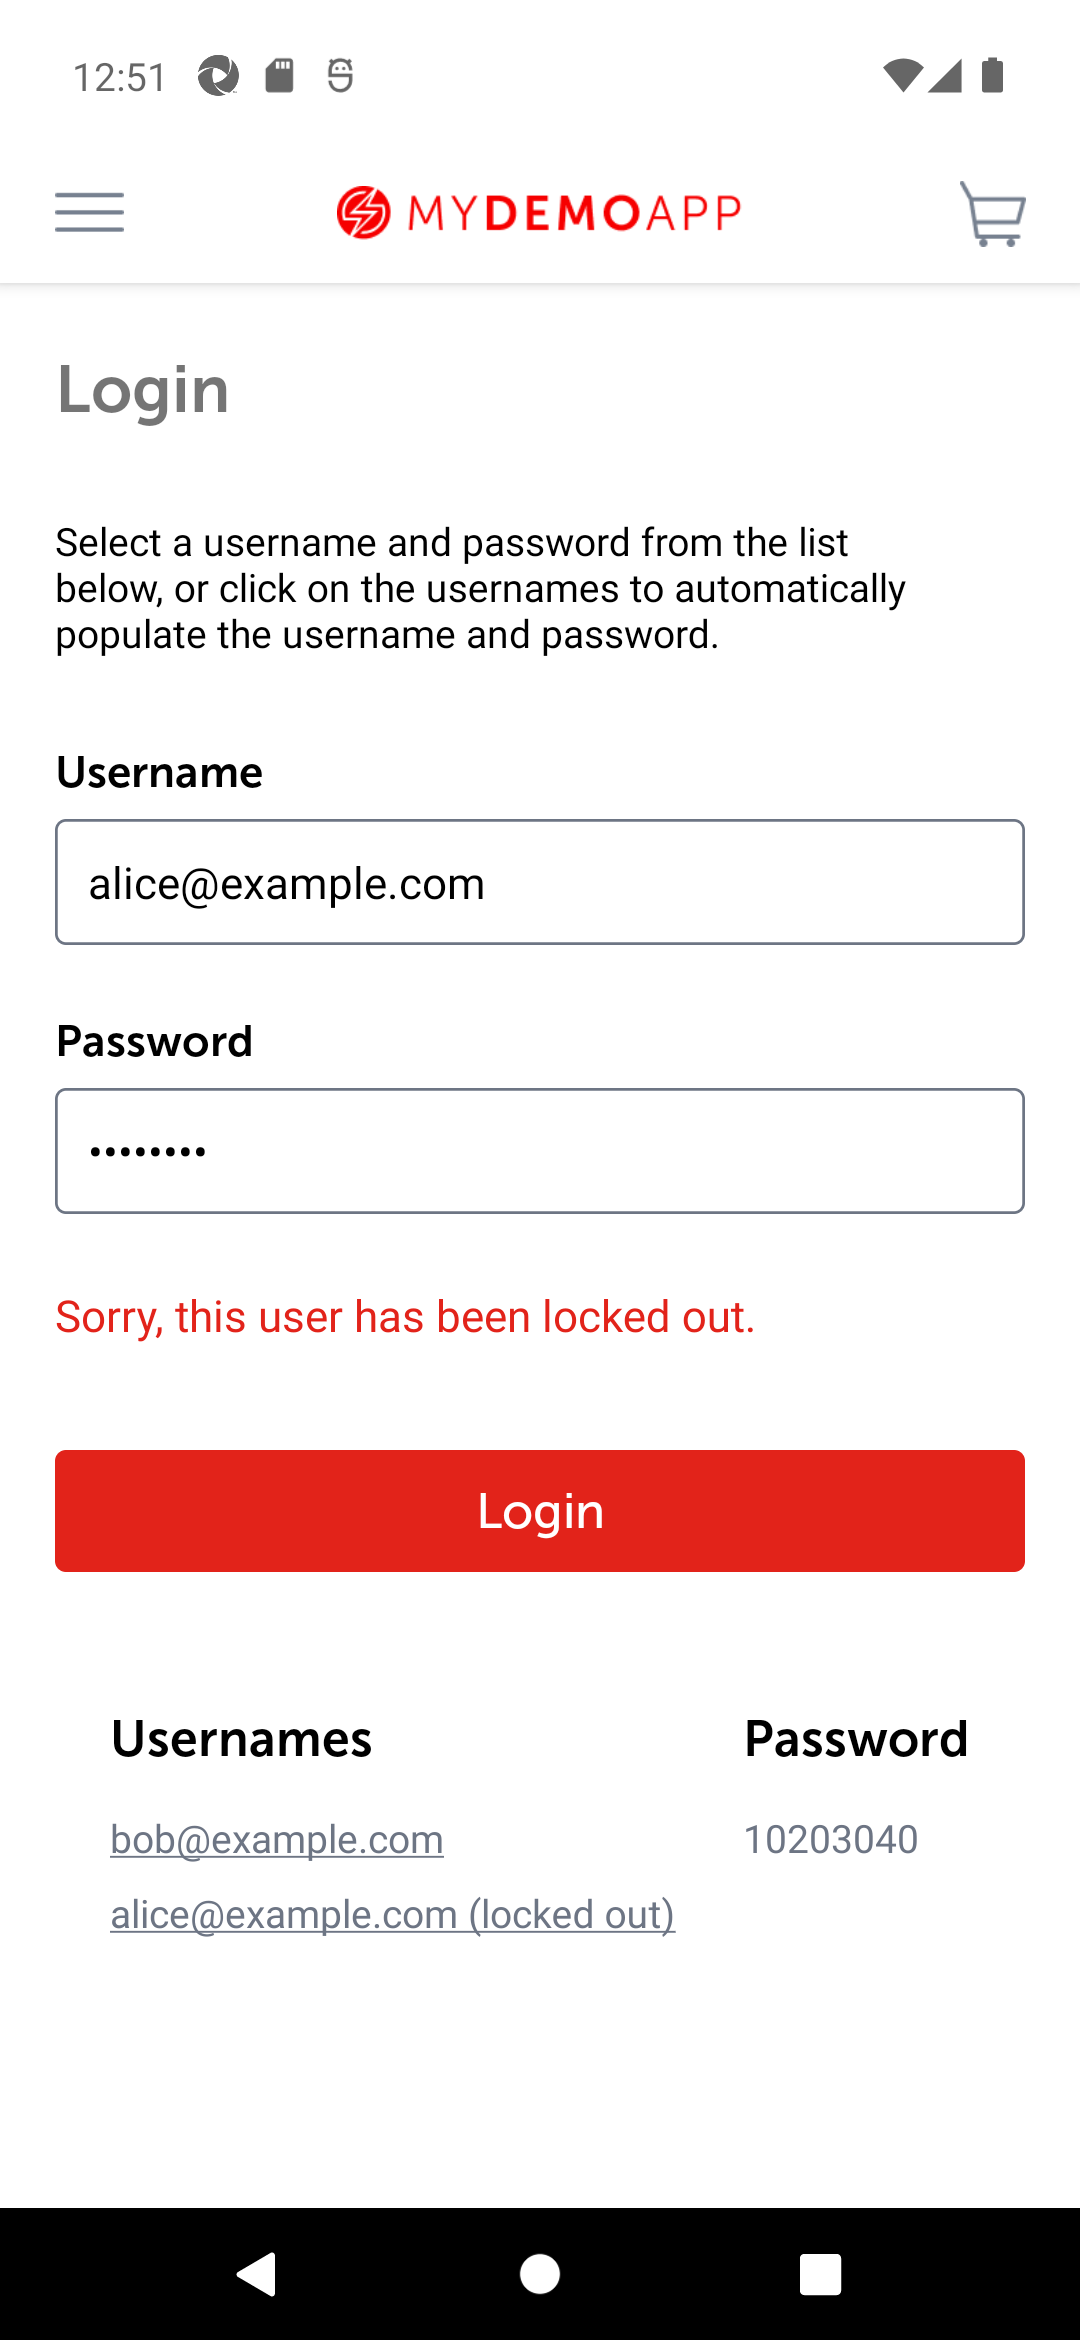 12:51
MYDEMOAPP
Login
Select a username and password from the list
below, or click on the usernames to automatically
populate the username and password.
Username
alice@example.com
Password
••••••••
Sorry, this user has been locked out.
Login
Usernames Password
bob@example.com 10203040
alice@example.com (locked out)